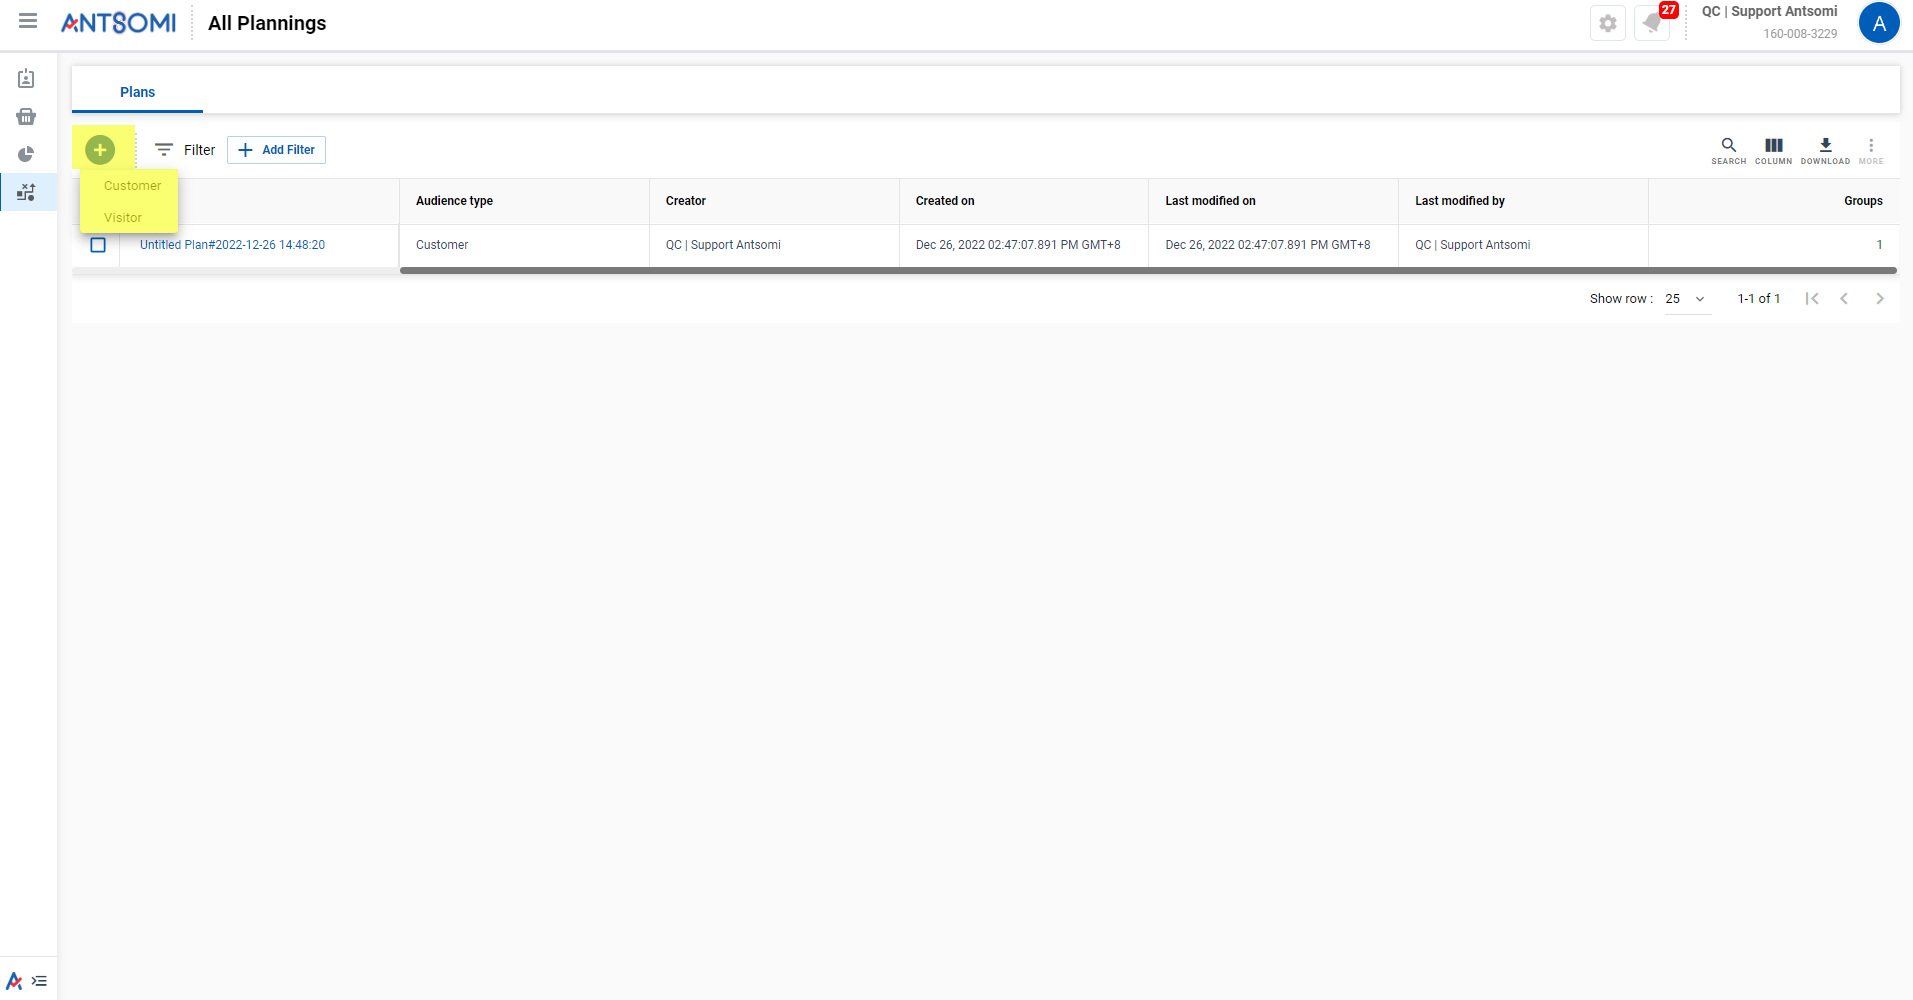 ANTSOMI
All Plannings
27
QC | Support Antsomi
160-008-3229
A
Plans
Filter
Add Filter
SEARCH
COLUMN
DOWNLOAD
MORE
Customer
Visitor
Audience type
Creator
Created on
Last modified on
Last modified by
Groups
Untitled Plan#2022-12-26 14:48:20
Customer
QC | Support Antsomi
Dec 26, 2022 02:47:07.891 PM GMT+8
Dec 26, 2022 02:47:07.891 PM GMT+8
QC | Support Antsomi
1
Show row :
25
1-1 of 1